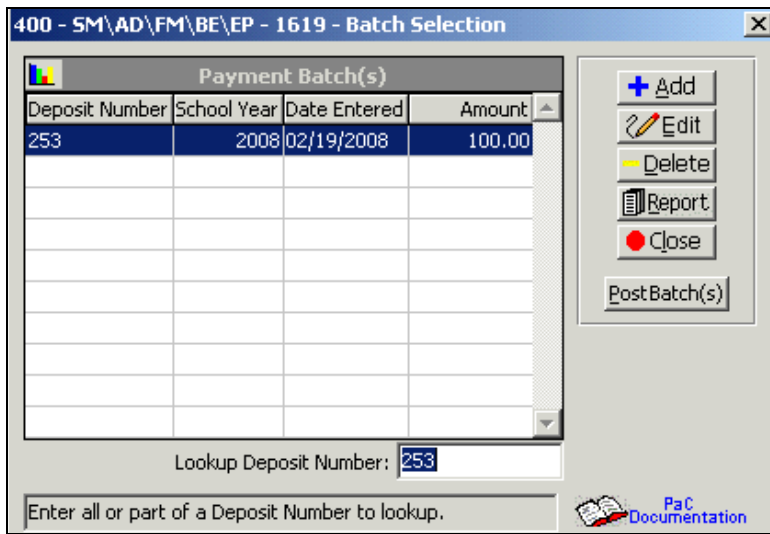 400 - SM\AD\FM\BE\EP - 1619 - Batch Selection
Payment Batch(s)
Deposit Number School Year Date Entered Amount
253 2008 02/19/2008 100.00
Add
Edit
Delete
Report
Close
PostBatch(s)
Lookup Deposit Number: 253
Enter all or part of a Deposit Number to lookup.
PaC
Documentation